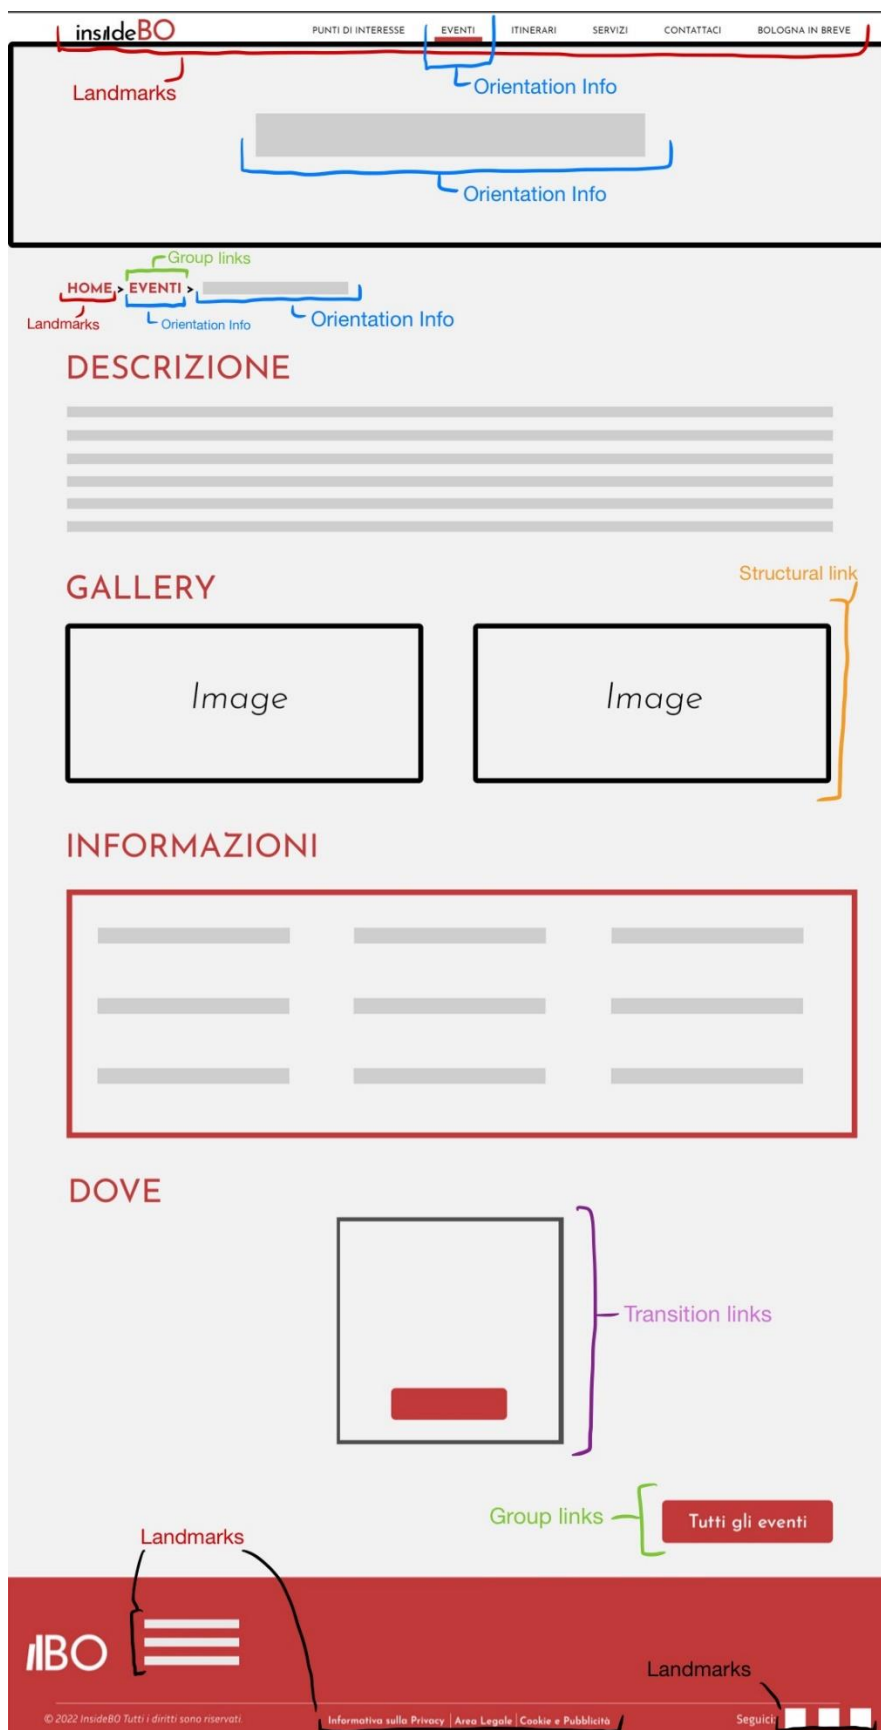 insideBO PUNTI DI INTERESSE EVENTI ITINERARI SERVIZI CONTATTACI BOLOGNA IN BREVE
Landmarks
Orientation Info
Orientation Info
Group links
HOME > EVENTI >
Landmarks
Orientation Info
Orientation Info
DESCRIZIONE
Structural link
GALLERY
Image
Image
INFORMAZIONI
DOVE
Transition links
Group links
Tutti gli eventi
Landmarks
BO
Landmarks
© 2022 InsideBO Tutti i diritti sono riservati. Informativa sulla Privacy | Area Legale | Cookie e Pubblicità Seguici: